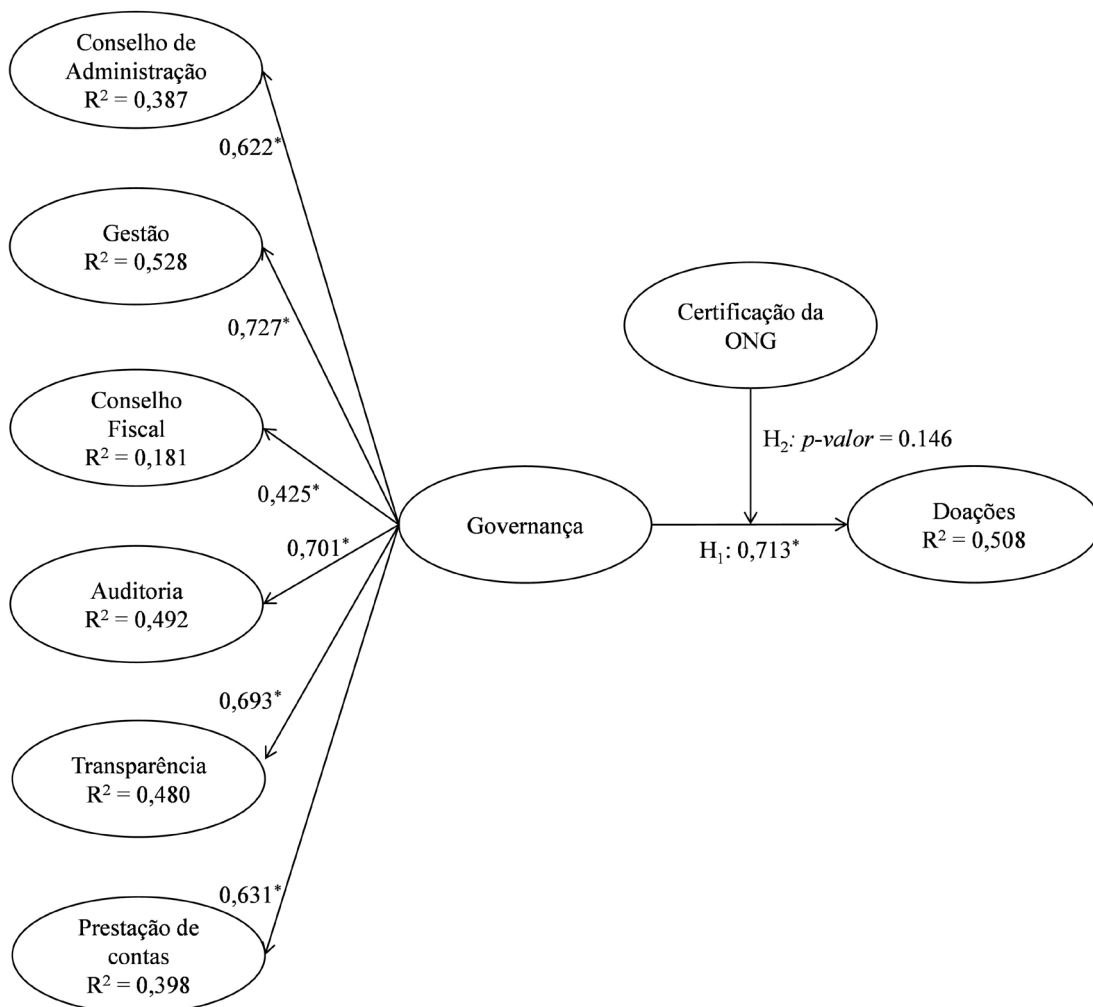 Conselho de
Administração
R² = 0,387
0,622*
Gestão
R² = 0,528
0,727*
Conselho
Fiscal
R² = 0,181
0,425*
Auditoria
R² = 0,492
0,701*
Transparência
R² = 0,480
0,693*
Prestação de
contas
R² = 0,398
0,631*
Governança
Certificação da
ONG
H₂: p-valor = 0.146
H₁: 0,713*
Doações
R² = 0,508